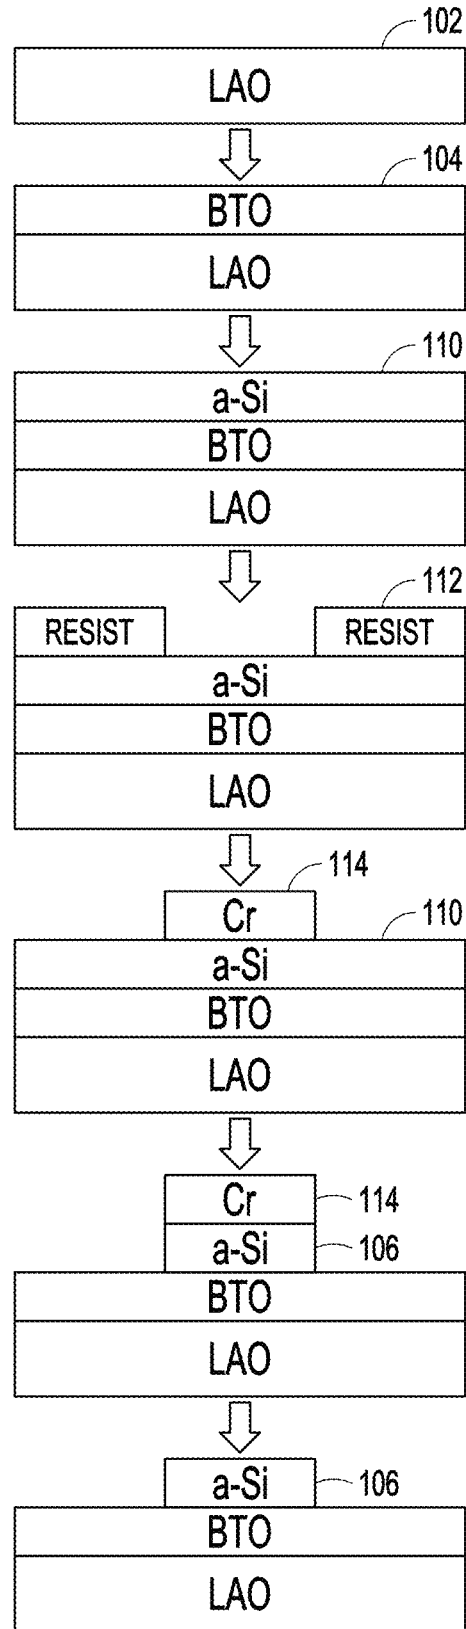 102
LAO
104
BTO
LAO
110
a-Si
BTO
LAO
112
RESIST RESIST
a-Si
BTO
LAO
114
Cr
110
a-Si
BTO
LAO
Cr 114
a-Si 106
BTO
LAO
a-Si 106
BTO
LAO